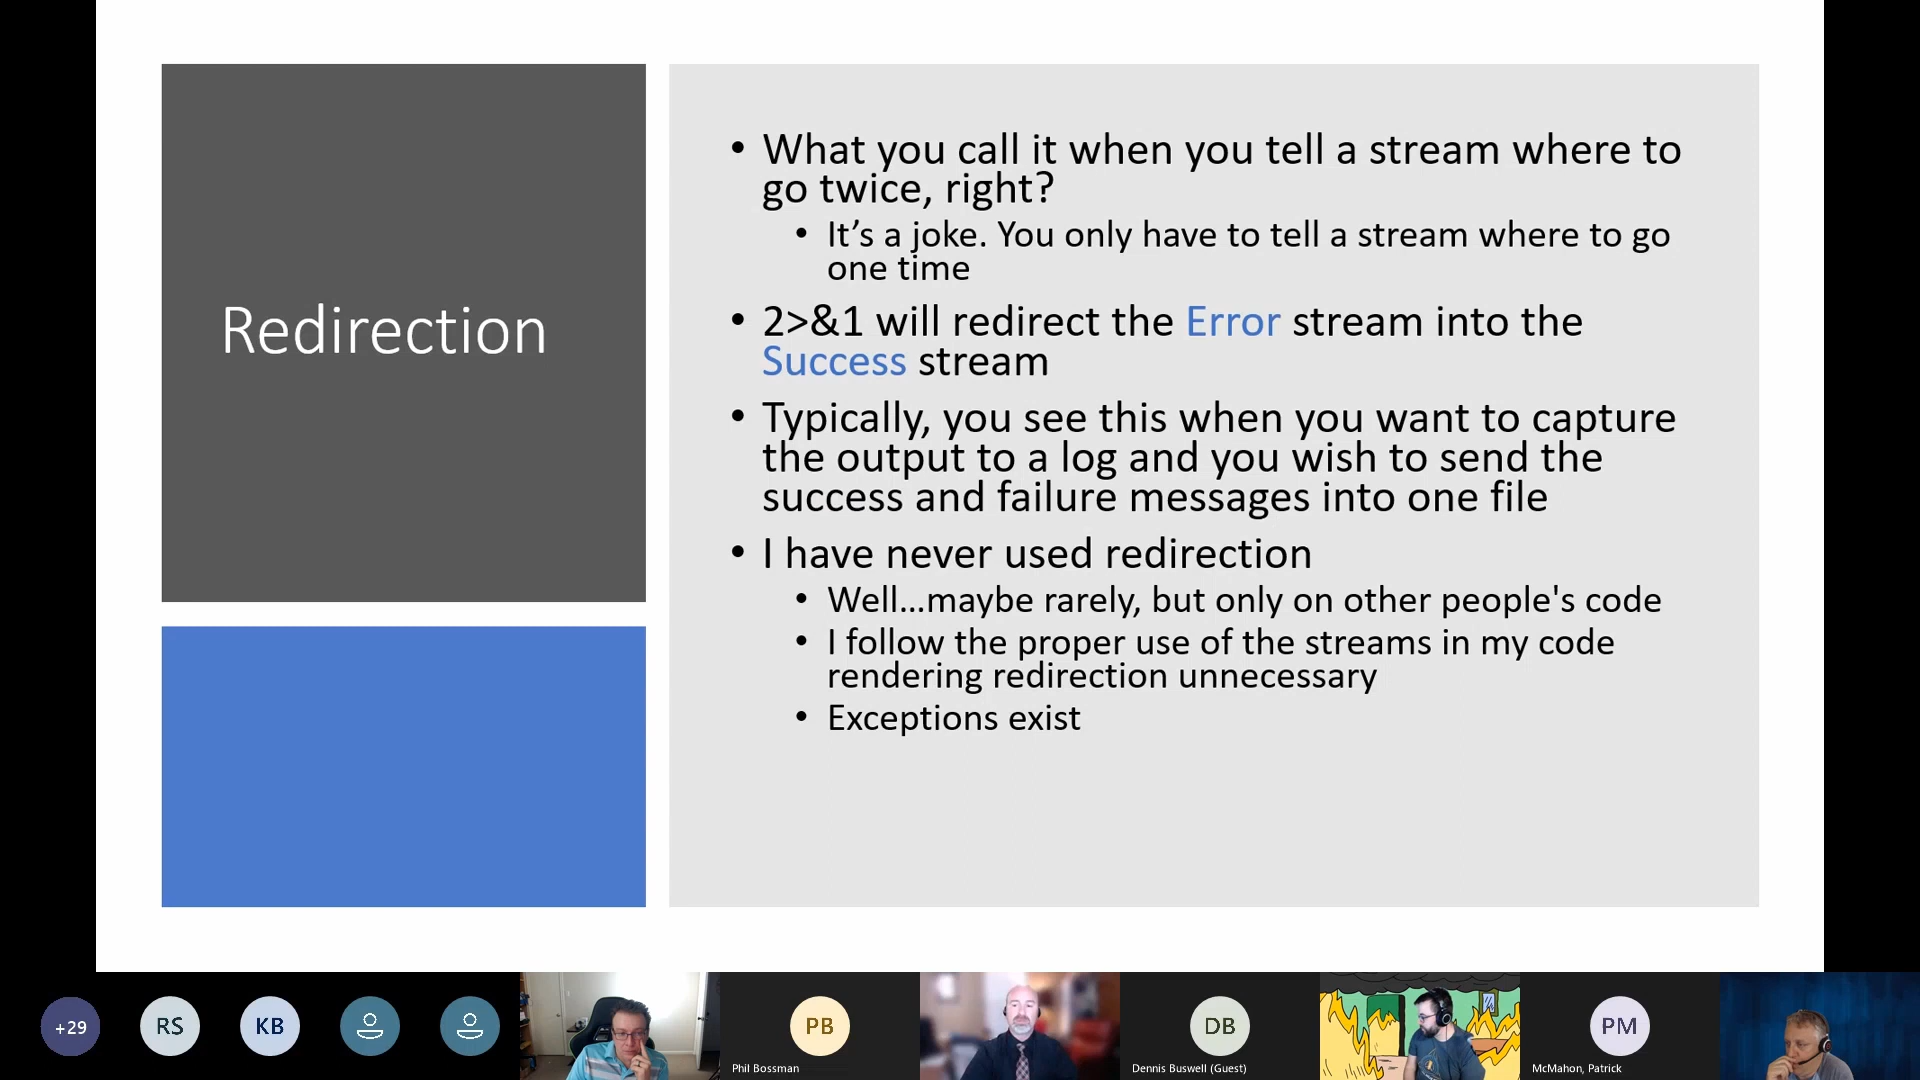 Redirection
• What you call it when you tell a stream where to
go twice, right?
• It’s a joke. You only have to tell a stream where to go
one time
• 2>&1 will redirect the Error stream into the
Success stream
• Typically, you see this when you want to capture
the output to a log and you wish to send the
success and failure messages into one file
• I have never used redirection
• Well…maybe rarely, but only on other people's code
• I follow the proper use of the streams in my code
rendering redirection unnecessary
• Exceptions exist
+29
RS
KB
PB
Phil Bossman
DB
Dennis Buswell (Guest)
PM
McMahon, Patrick